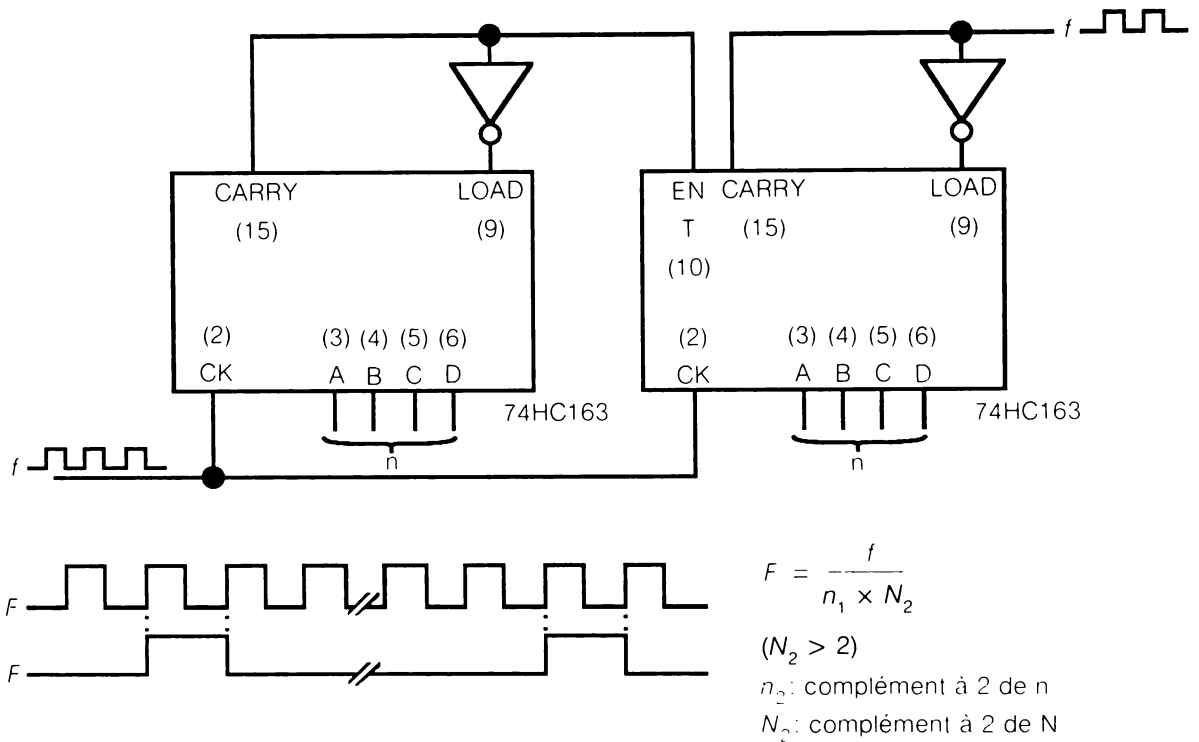 f
CARRY
LOAD
(15)
(9)
(2)
(3) (4) (5) (6)
CK
A B C D
74HC163
n
EN CARRY
LOAD
T
(15)
(9)
(10)
(2)
(3) (4) (5) (6)
CK
A B C D
74HC163
n
f
F
F
F = f / n₁ × N₂
(N₂ > 2)
n₂: complément à 2 de n
N₂: complément à 2 de N